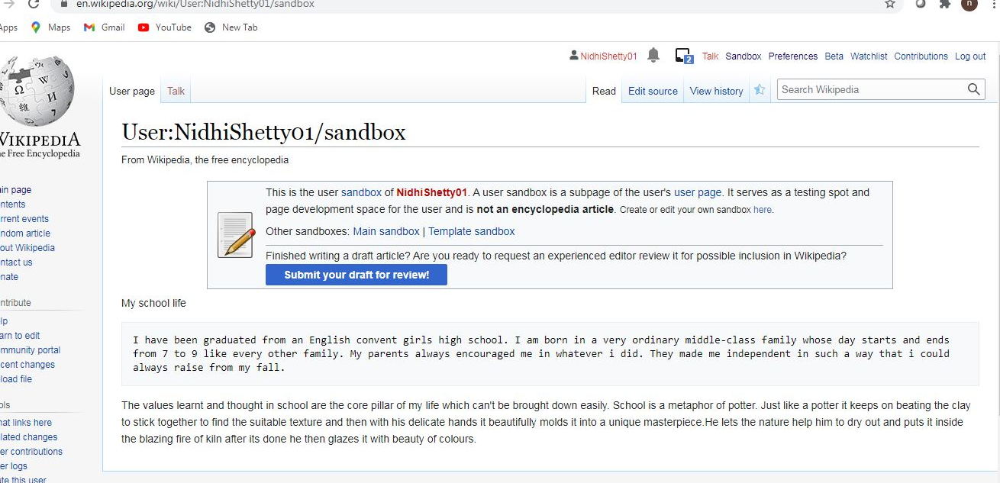 en.wikipedia.org/wiki/User:NidhiShetty01/sandbox
n
Apps Maps Gmail YouTube New Tab
NidhiShetty01 2 Talk Sandbox Preferences Beta Watchlist Contributions Log out
User page Talk Read Edit source View history Search Wikipedia
Ω W И 維 7
WIKIPEDIA
he Free Encyclopedia
User:NidhiShetty01/sandbox
From Wikipedia, the free encyclopedia
ain page
ntents
rrent events
ndom article
out Wikipedia
ntact us
nate
ntribute
lp
arn to edit
mmunity portal
cent changes
load file
ols
hat links here
lated changes
er contributions
er logs
ute this user
This is the user sandbox of NidhiShetty01. A user sandbox is a subpage of the user's user page. It serves as a testing spot and
page development space for the user and is not an encyclopedia article. Create or edit your own sandbox here.
Other sandboxes: Main sandbox | Template sandbox
Finished writing a draft article? Are you ready to request an experienced editor review it for possible inclusion in Wikipedia?
Submit your draft for review!
My school life
I have been graduated from an English convent girls high school. I am born in a very ordinary middle-class family whose day starts and ends
from 7 to 9 like every other family. My parents always encouraged me in whatever i did. They made me independent in such a way that i could
always raise from my fall.
The values learnt and thought in school are the core pillar of my life which can't be brought down easily. School is a metaphor of potter. Just like a potter it keeps on beating the clay
to stick together to find the suitable texture and then with his delicate hands it beautifully molds it into a unique masterpiece.He lets the nature help him to dry out and puts it inside
the blazing fire of kiln after its done he then glazes it with beauty of colours.